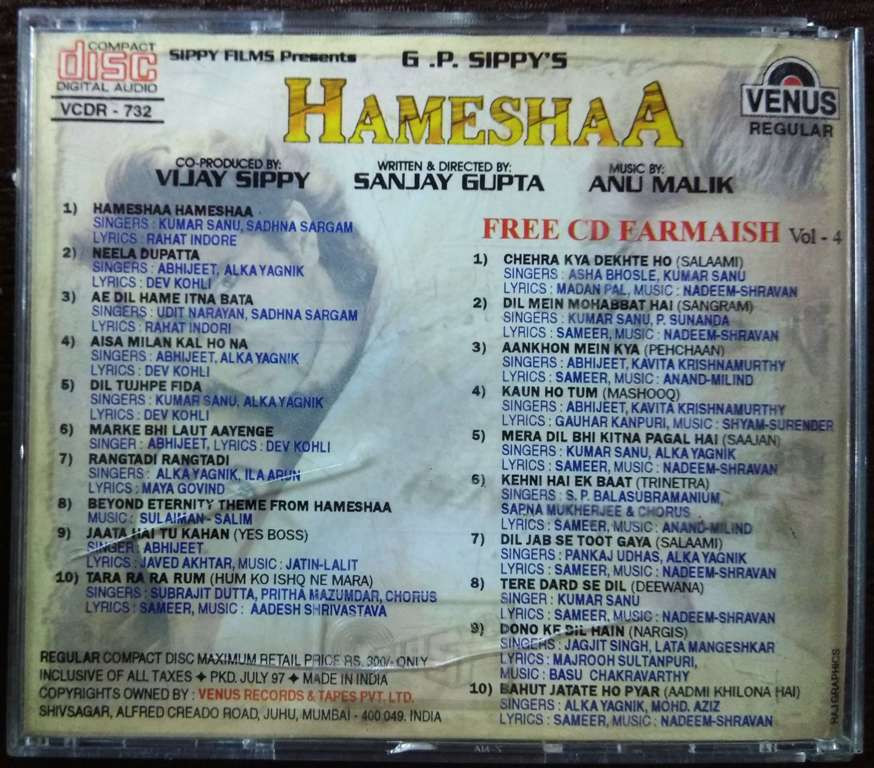 COMPACT
disc
DIGITAL AUDIO
VCDR - 732
SIPPY FILMS Presents
G .P. SIPPY'S
HAMESHAA
VENUS
REGULAR
CO-PRODUCED BY:
VIJAY SIPPY
WRITTEN & DIRECTED BY:
SANJAY GUPTA
MUSIC BY:
ANU MALIK
1) HAMESHAA HAMESHAA
SINGERS : KUMAR SANU, SADHNA SARGAM
LYRICS : RAHAT INDORE
2) NEELA DUPATTA
SINGERS : ABHIJEET, ALKA YAGNIK
LYRICS : DEV KOHLI
3) AE DIL HAME ITNA BATA
SINGERS : UDIT NARAYAN, SADHNA SARGAM
LYRICS : RAHAT INDORI
4) AISA MILAN KAL HO NA
SINGERS : ABHIJEET, ALKA YAGNIK
LYRICS : DEV KOHLI
5) DIL TUJHPE FIDA
SINGERS : KUMAR SANU, ALKA YAGNIK
LYRICS : DEV KOHLI
6) MARKE BHI LAUT AAYENGE
SINGER : ABHIJEET, LYRICS : DEV KOHLI
7) RANGTADI RANGTADI
SINGERS : ALKA YAGNIK, ILA ARUN
LYRICS : MAYA GOVIND
8) BEYOND ETERNITY THEME FROM HAMESHAA
MUSIC : SULAIMAN - SALIM
9) JAATA HAI TU KAHAN (YES BOSS)
SINGER : ABHIJEET
LYRICS : JAVED AKHTAR, MUSIC : JATIN-LALIT
10) TARA RA RA RUM (HUM KO ISHQ NE MARA)
SINGERS : SUBRAJIT DUTTA, PRITHA MAZUMDAR, CHORUS
LYRICS : SAMEER, MUSIC : AADESH SHRIVASTAVA
REGULAR COMPACT DISC MAXIMUM RETAIL PRICE RS. 300/- ONLY
INCLUSIVE OF ALL TAXES ✦ PKD. JULY 97 ✦ MADE IN INDIA
COPYRIGHTS OWNED BY : VENUS RECORDS & TAPES PVT. LTD.
SHIVSAGAR, ALFRED CREADO ROAD, JUHU, MUMBAI - 400 049. INDIA
FREE CD FARMAISH Vol - 4
1) CHEHRA KYA DEKHTE HO (SALAAMI)
SINGERS : ASHA BHOSLE, KUMAR SANU
LYRICS : MADAN PAL, MUSIC : NADEEM-SHRAVAN
2) DIL MEIN MOHABBAT HAI (SANGRAM)
SINGERS : KUMAR SANU, P. SUNANDA
LYRICS : SAMEER, MUSIC : NADEEM-SHRAVAN
3) AANKHON MEIN KYA (PEHCHAAN)
SINGERS : ABHIJEET, KAVITA KRISHNAMURTHY
LYRICS : SAMEER, MUSIC : ANAND-MILIND
4) KAUN HO TUM (MASHOOQ)
SINGERS : ABHIJEET, KAVITA KRISHNAMURTHY
LYRICS : GAUHAR KANPURI, MUSIC : SHYAM-SURENDER
5) MERA DIL BHI KITNA PAGAL HAI (SAAJAN)
SINGERS : KUMAR SANU, ALKA YAGNIK
LYRICS : SAMEER, MUSIC : NADEEM-SHRAVAN
6) KEHNI HAI EK BAAT (TRINETRA)
SINGERS : S. P. BALASUBRAMANIUM,
SAPNA MUKHERJEE & CHORUS
LYRICS : SAMEER, MUSIC : ANAND-MILIND
7) DIL JAB SE TOOT GAYA (SALAAMI)
SINGERS : PANKAJ UDHAS, ALKA YAGNIK
LYRICS : SAMEER, MUSIC : NADEEM-SHRAVAN
8) TERE DARD SE DIL (DEEWANA)
SINGER : KUMAR SANU
LYRICS : SAMEER, MUSIC : NADEEM-SHRAVAN
9) DONO KE DIL HAIN (NARGIS)
SINGERS : JAGJIT SINGH, LATA MANGESHKAR
LYRICS : MAJROOH SULTANPURI,
MUSIC : BASU CHAKRAVARTHY
10) BAHUT JATATE HO PYAR (AADMI KHILONA HAI)
SINGERS : ALKA YAGNIK, MOHD. AZIZ
LYRICS : SAMEER, MUSIC : NADEEM-SHRAVAN
RAJ GRAPHICS